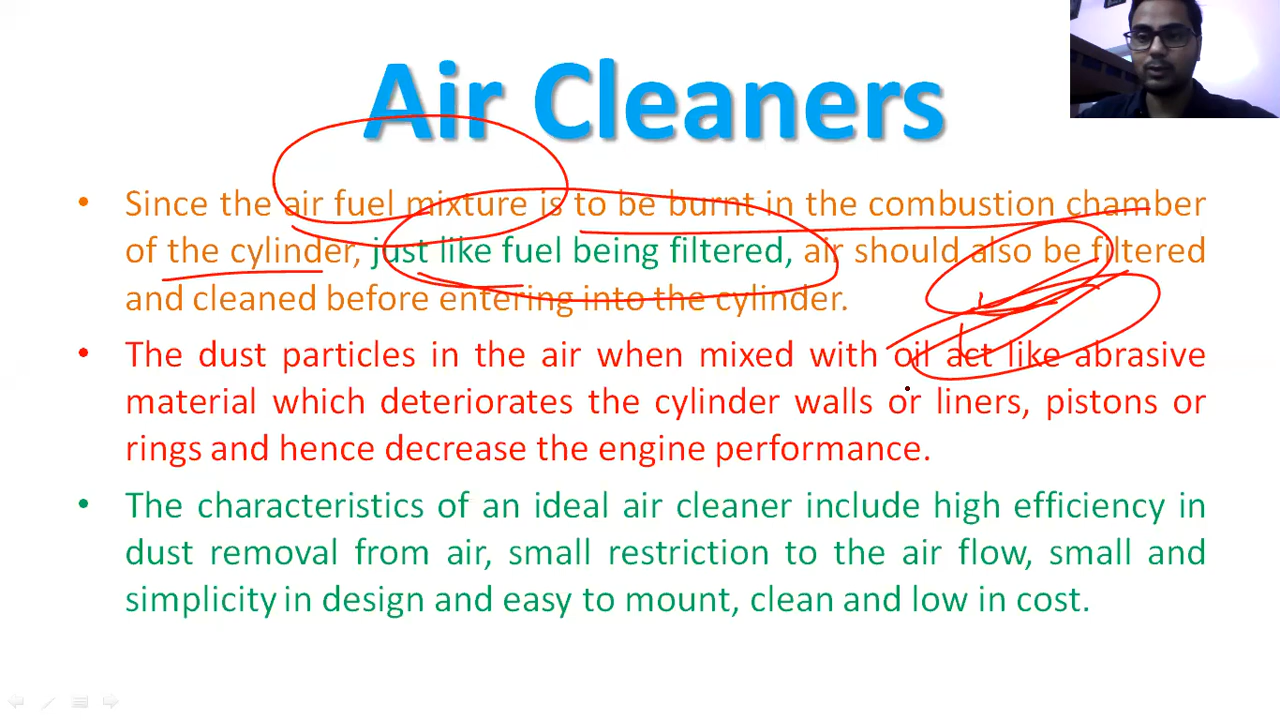 Air Cleaners
• Since the air fuel mixture is to be burnt in the combustion chamber
of the cylinder, just like fuel being filtered, air should also be filtered
and cleaned before entering into the cylinder.
• The dust particles in the air when mixed with oil act like abrasive
material which deteriorates the cylinder walls or liners, pistons or
rings and hence decrease the engine performance.
• The characteristics of an ideal air cleaner include high efficiency in
dust removal from air, small restriction to the air flow, small and
simplicity in design and easy to mount, clean and low in cost.